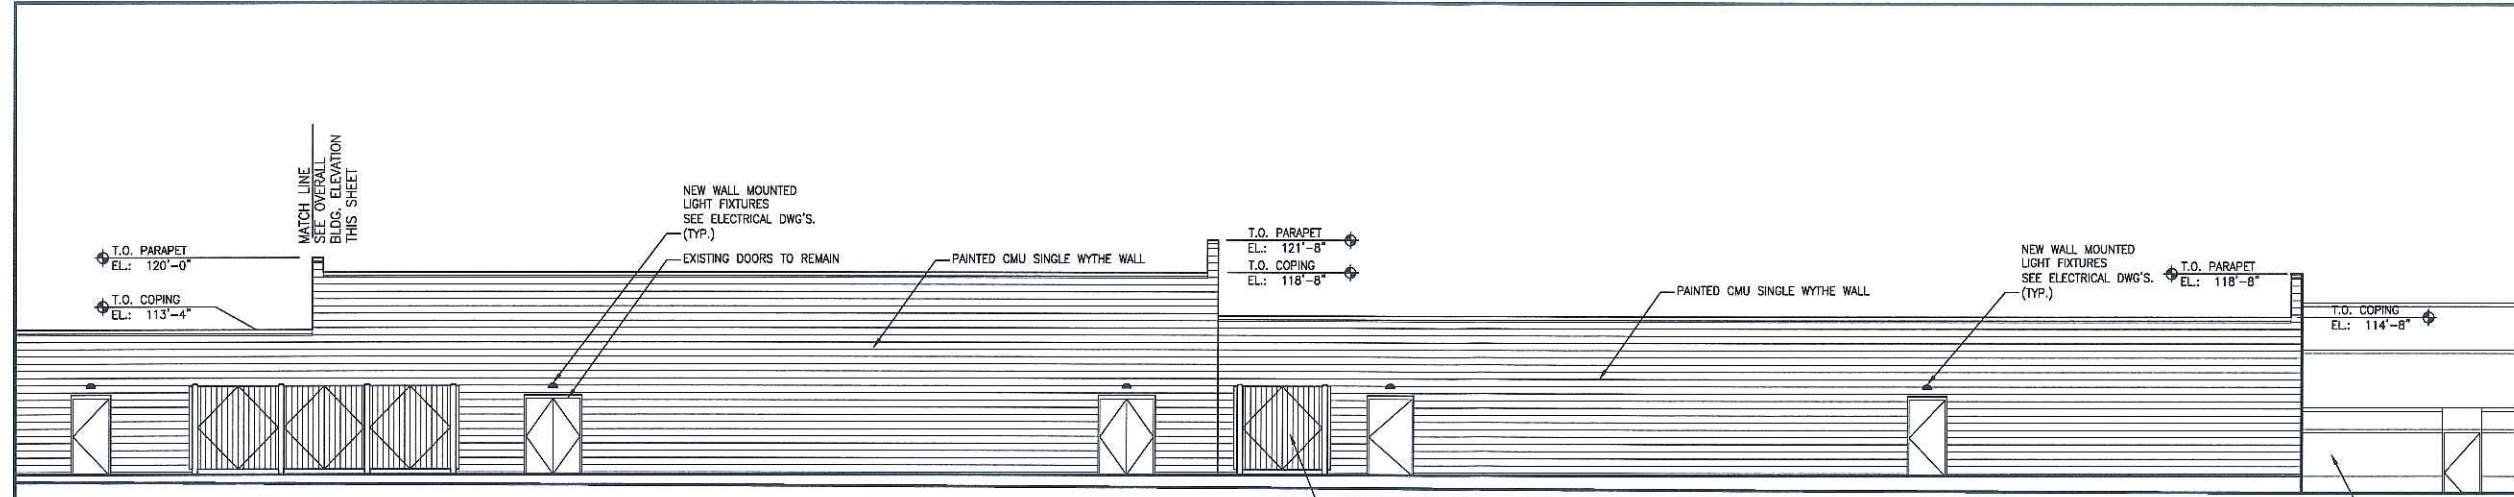 MATCH LINE
SEE OVERALL
BLDG. ELEVATION
THIS SHEET
T.O. PARAPET
EL.: 120'-0"
T.O. COPING
EL.: 113'-4"
NEW WALL MOUNTED
LIGHT FIXTURES
SEE ELECTRICAL DWG'S.
(TYP.)
EXISTING DOORS TO REMAIN
PAINTED CMU SINGLE WYTHE WALL
T.O. PARAPET
EL.: 121'-8"
T.O. COPING
EL.: 118'-8"
PAINTED CMU SINGLE WYTHE WALL
NEW WALL MOUNTED
LIGHT FIXTURES
SEE ELECTRICAL DWG'S.
(TYP.)
T.O. PARAPET
EL.: 118'-8"
T.O. COPING
EL.: 114'-8"